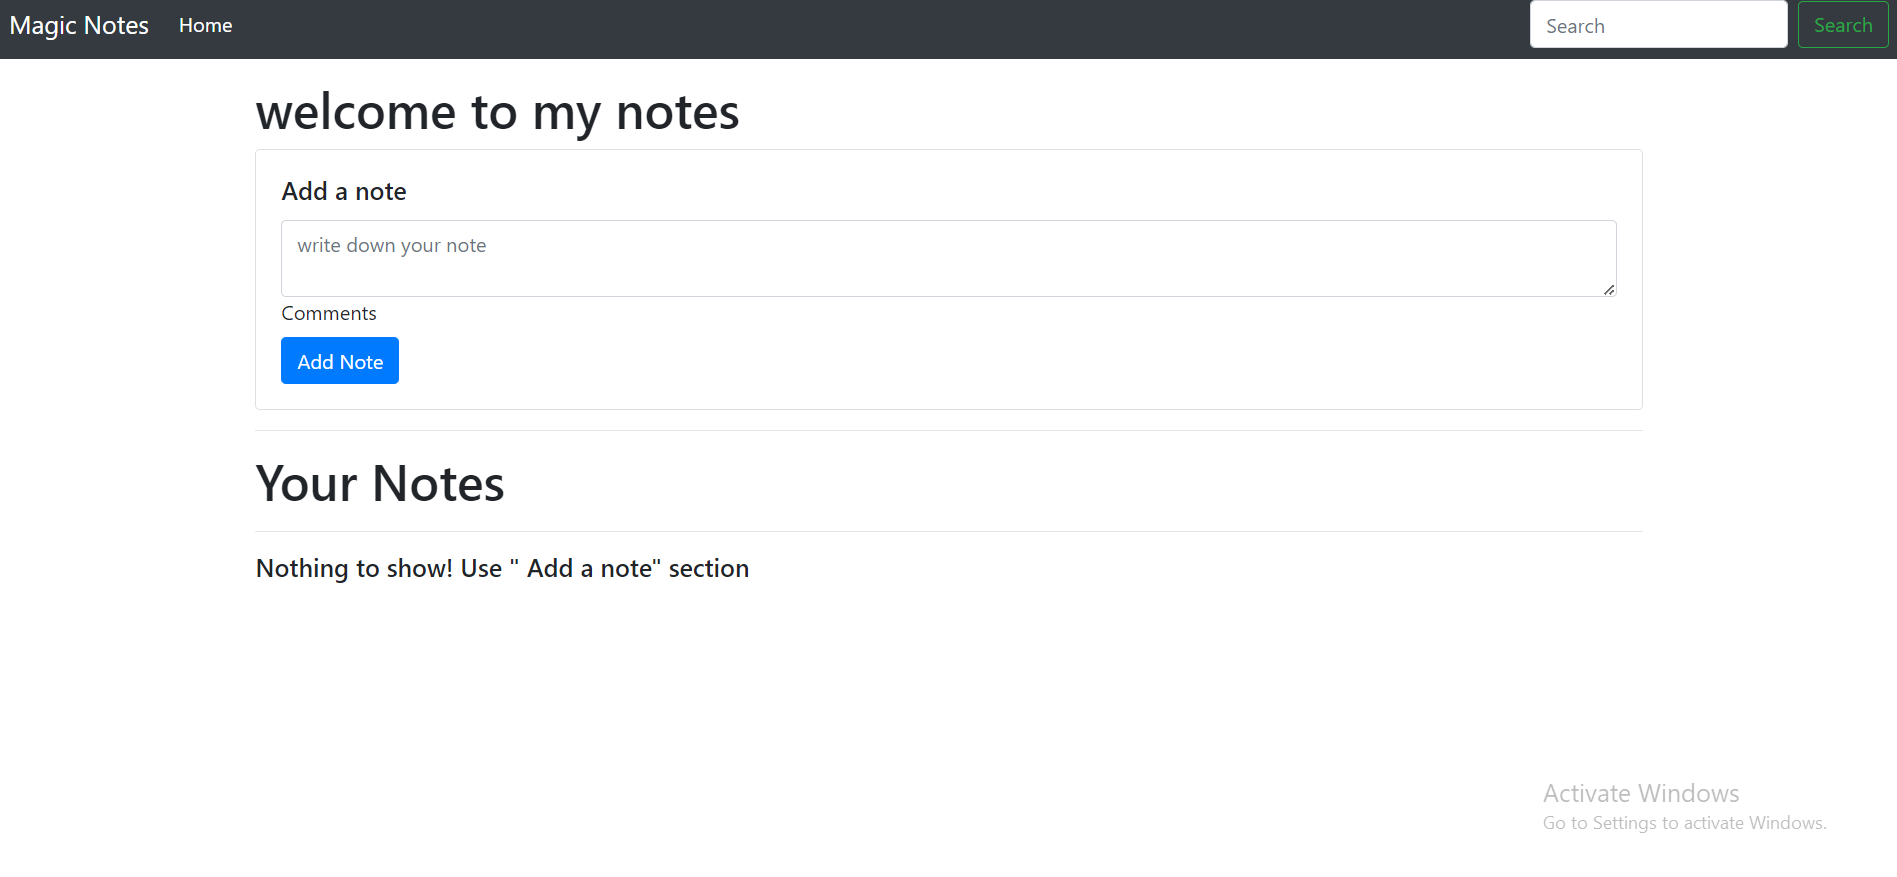 Magic Notes Home Search Search
welcome to my notes
Add a note
write down your note
Comments
Add Note
Your Notes
Nothing to show! Use " Add a note" section
Activate Windows
Go to Settings to activate Windows.